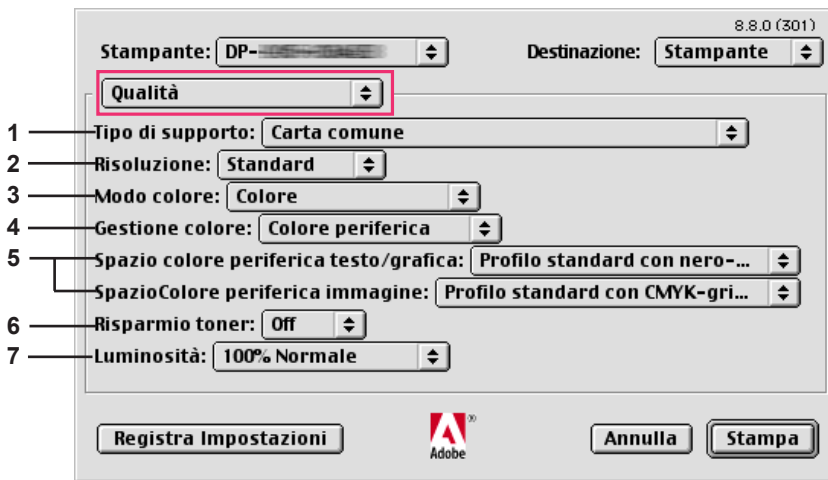 8.8.0 (301)
Stampante: DP- Destinazione: Stampante
Qualità
1 Tipo di supporto: Carta comune
2 Risoluzione: Standard
3 Modo colore: Colore
4 Gestione colore: Colore periferica
5 Spazio colore periferica testo/grafica: Profilo standard con nero-...
SpazioColore periferica immagine: Profilo standard con CMYK-gri...
6 Risparmio toner: Off
7 Luminosità: 100% Normale
Registra Impostazioni Adobe® Annulla Stampa